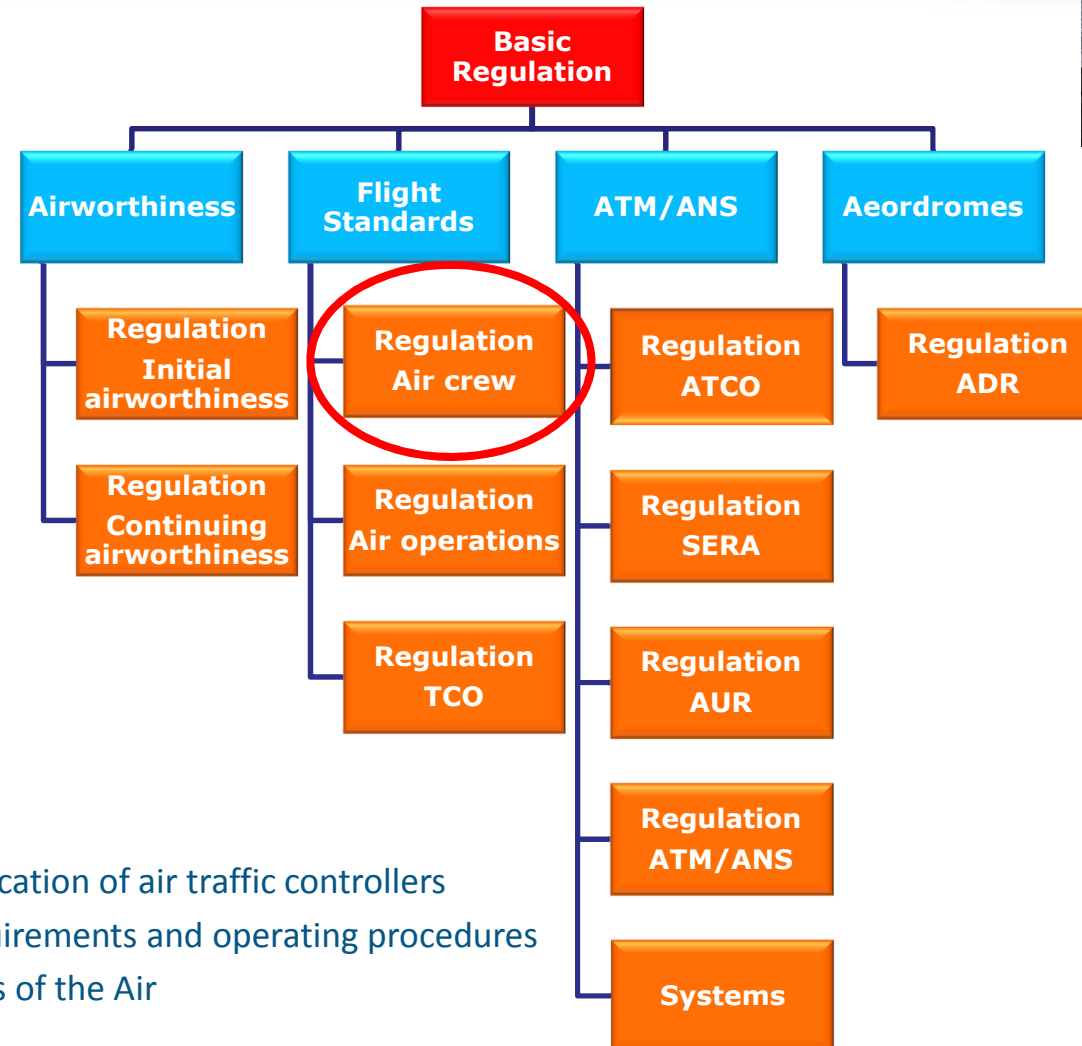 Basic
Regulation
Airworthiness
Flight
Standards
ATM/ANS
Aeordromes
Regulation
Initial
airworthiness
Regulation
Continuing
airworthiness
Regulation
Air crew
Regulation
Air operations
Regulation
TCO
Regulation
ATCO
Regulation
SERA
Regulation
AUR
Regulation
ATM/ANS
Systems
Regulation
ADR
cation of air traffic controllers
uirements and operating procedures
s of the Air